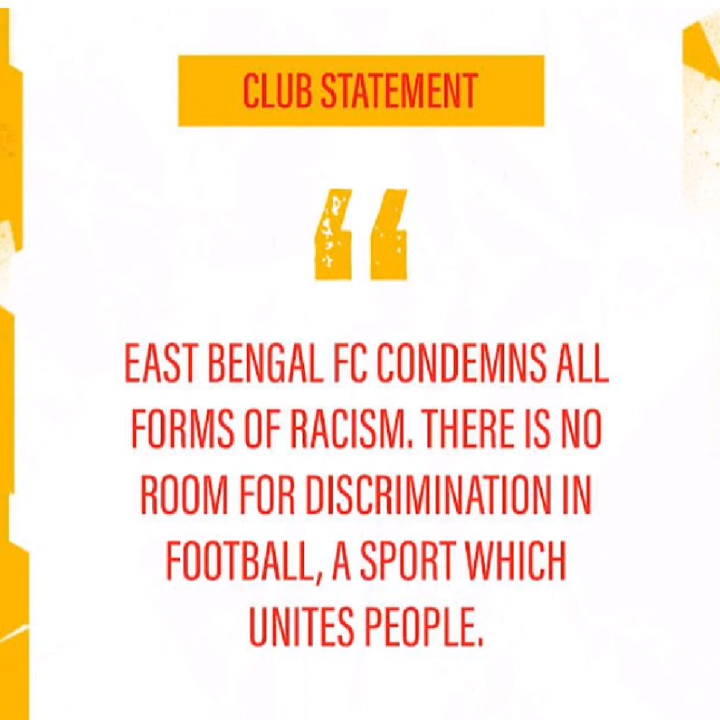 CLUB STATEMENT
EAST BENGAL FC CONDEMNS ALL
FORMS OF RACISM. THERE IS NO
ROOM FOR DISCRIMINATION IN
FOOTBALL, A SPORT WHICH
UNITES PEOPLE.